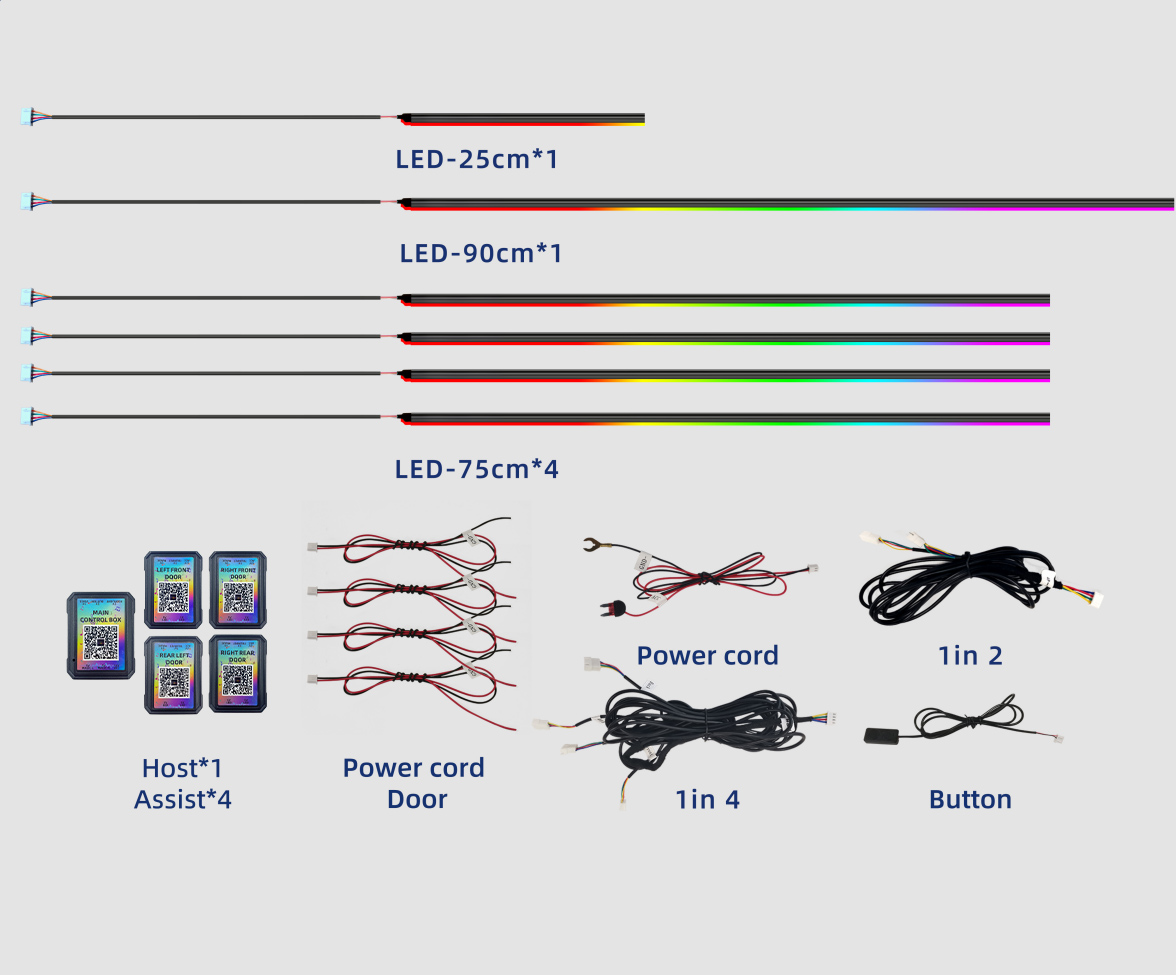 LED-25cm*1
LED-90cm*1
LED-75cm*4
MAIN
CONTROL BOX
LEFT FRONT
DOOR
RIGHT FRONT
DOOR
REAR LEFT
DOOR
RIGHT REAR
DOOR
Power cord
1in 2
Host*1
Assist*4
Power cord
Door
1in 4
Button